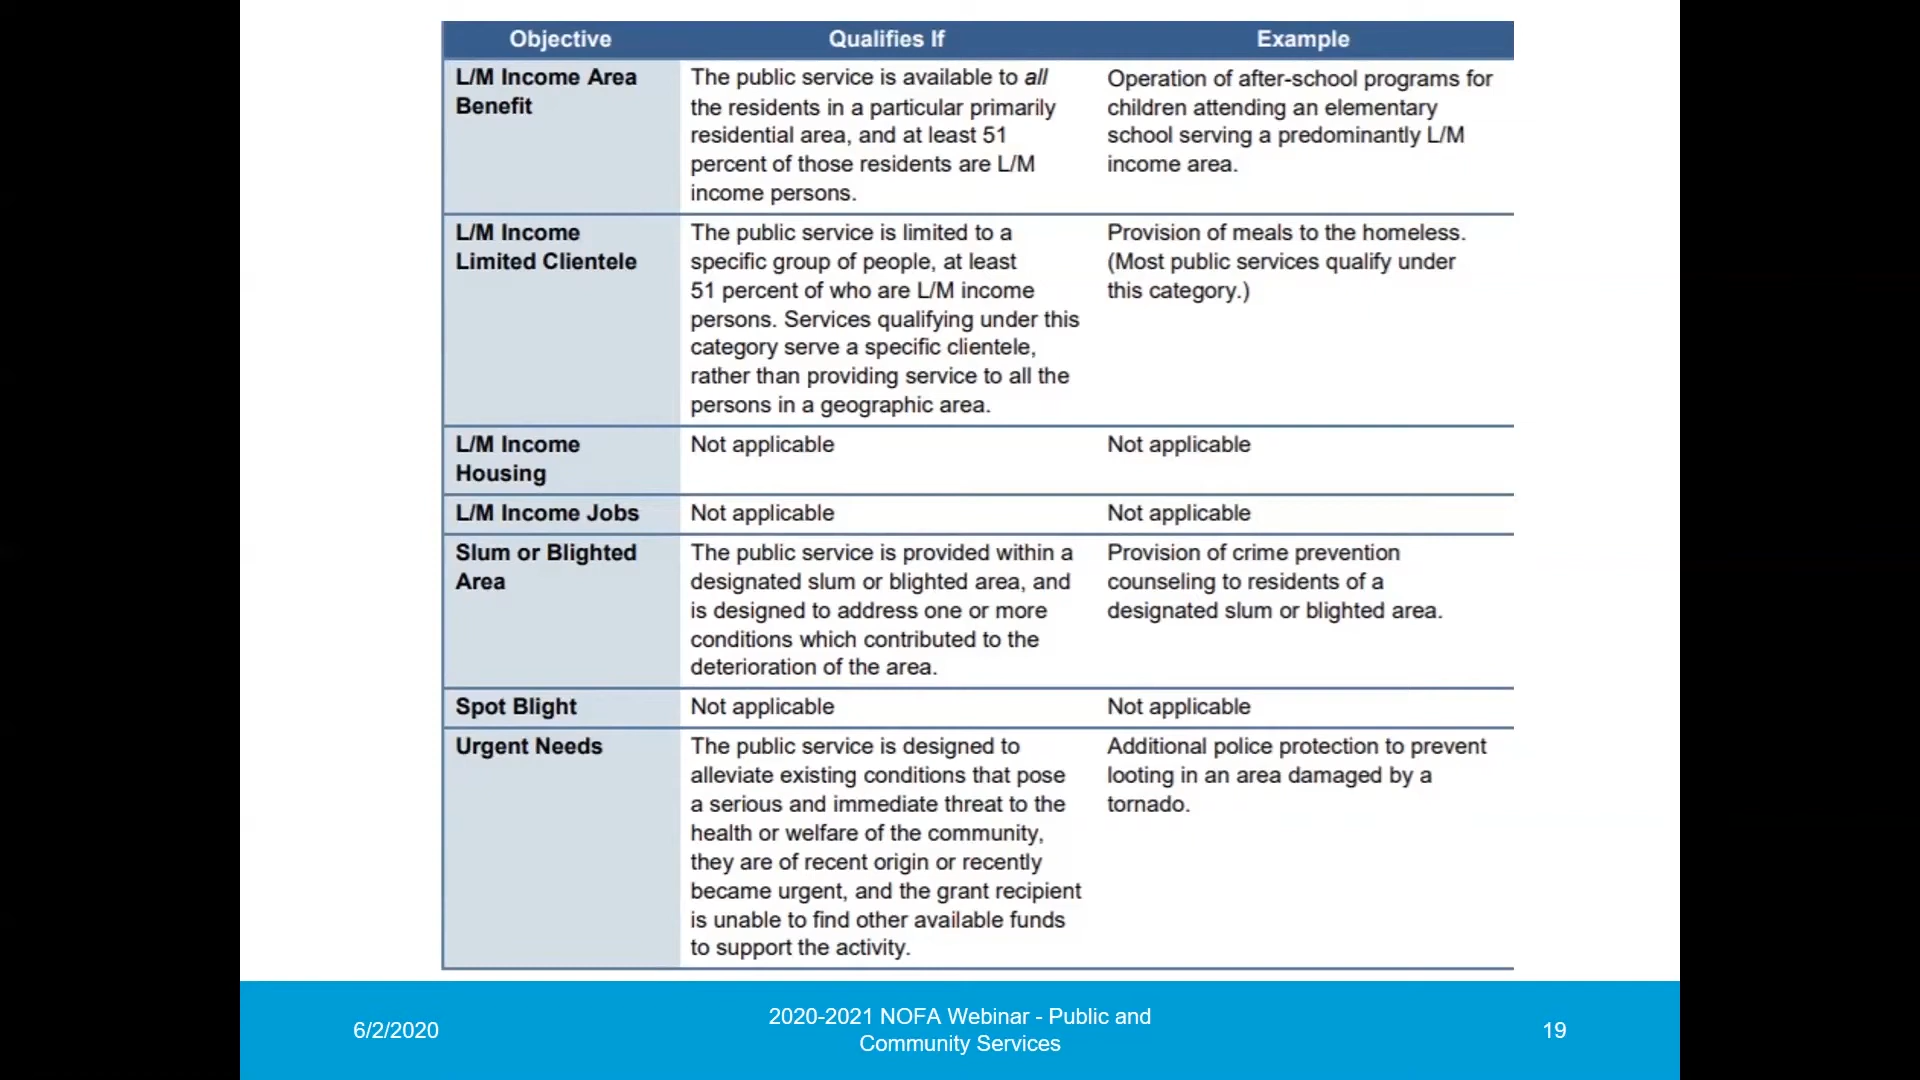 Objective Qualifies If Example
L/M Income Area
Benefit
The public service is available to all
the residents in a particular primarily
residential area, and at least 51
percent of those residents are L/M
income persons.
Operation of after-school programs for
children attending an elementary
school serving a predominantly L/M
income area.
L/M Income
Limited Clientele
The public service is limited to a
specific group of people, at least
51 percent of who are L/M income
persons. Services qualifying under this
category serve a specific clientele,
rather than providing service to all the
persons in a geographic area.
Provision of meals to the homeless.
(Most public services qualify under
this category.)
L/M Income
Housing
Not applicable
Not applicable
L/M Income Jobs
Not applicable
Not applicable
Slum or Blighted
Area
The public service is provided within a
designated slum or blighted area, and
is designed to address one or more
conditions which contributed to the
deterioration of the area.
Provision of crime prevention
counseling to residents of a
designated slum or blighted area.
Spot Blight
Not applicable
Not applicable
Urgent Needs
The public service is designed to
alleviate existing conditions that pose
a serious and immediate threat to the
health or welfare of the community,
they are of recent origin or recently
became urgent, and the grant recipient
is unable to find other available funds
to support the activity.
Additional police protection to prevent
looting in an area damaged by a
tornado.
6/2/2020
2020-2021 NOFA Webinar - Public and
Community Services
19